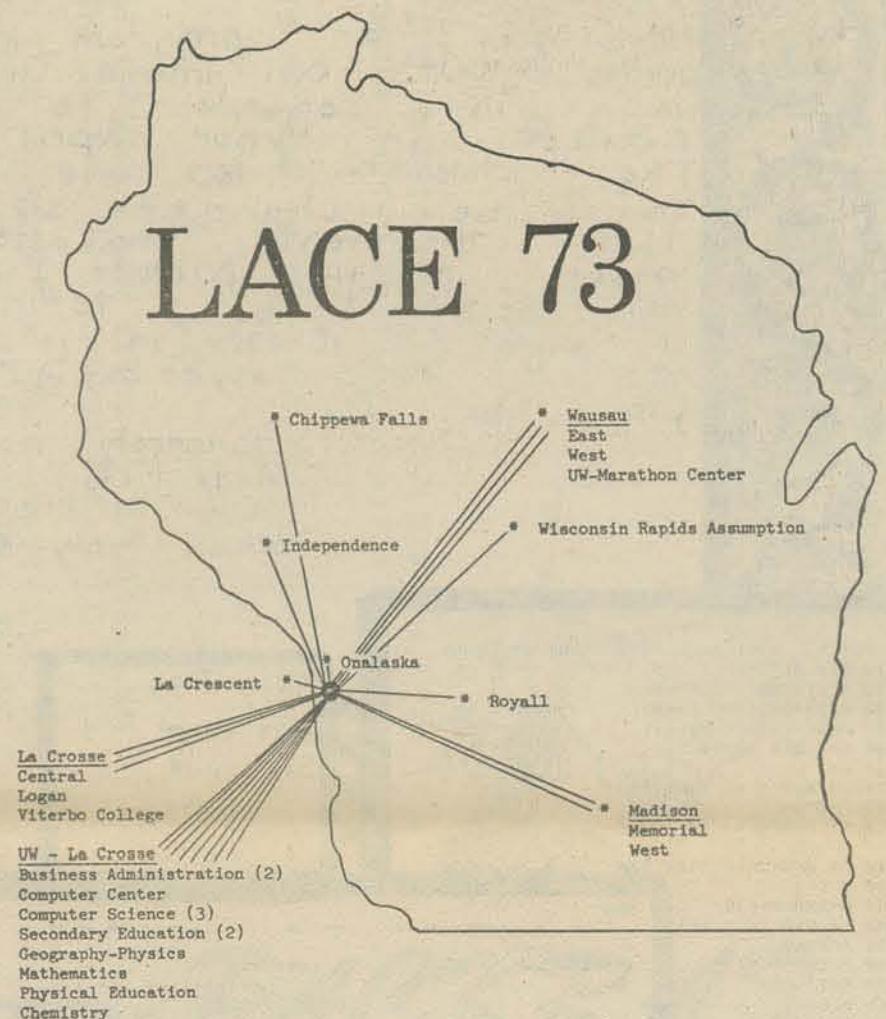 LACE 73
Chippewa Falls
Wausau
East
West
UW-Marathon Center
Wisconsin Rapids Assumption
Independence
Onalaska
La Crescent
Royall
La Crosse
Central
Logan
Viterbo College
Madison
Memorial
West
UW - La Crosse
Business Administration (2)
Computer Center
Computer Science (3)
Secondary Education (2)
Geography-Physics
Mathematics
Physical Education
Chemistry